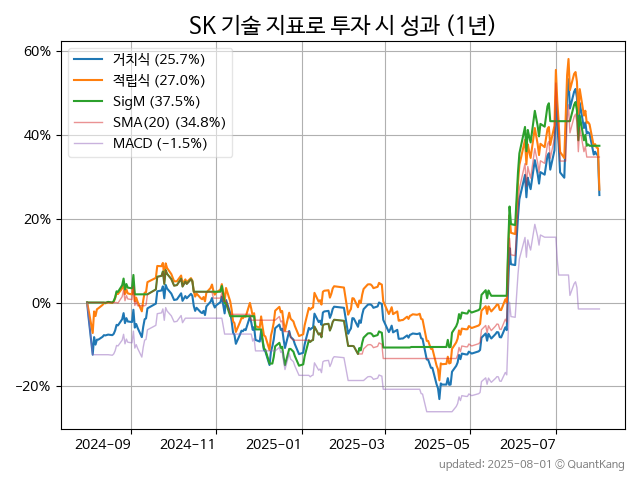 SK 기술 지표로 투자 시 성과 (1년)
60%
40%
20%
0%
−20%
거치식 (25.7%)
적립식 (27.0%)
SigM (37.5%)
SMA(20) (34.8%)
MACD (−1.5%)
2024−09
2024−11
2025−01
2025−03
2025−05
2025−07
updated: 2025-08-01 © QuantKang